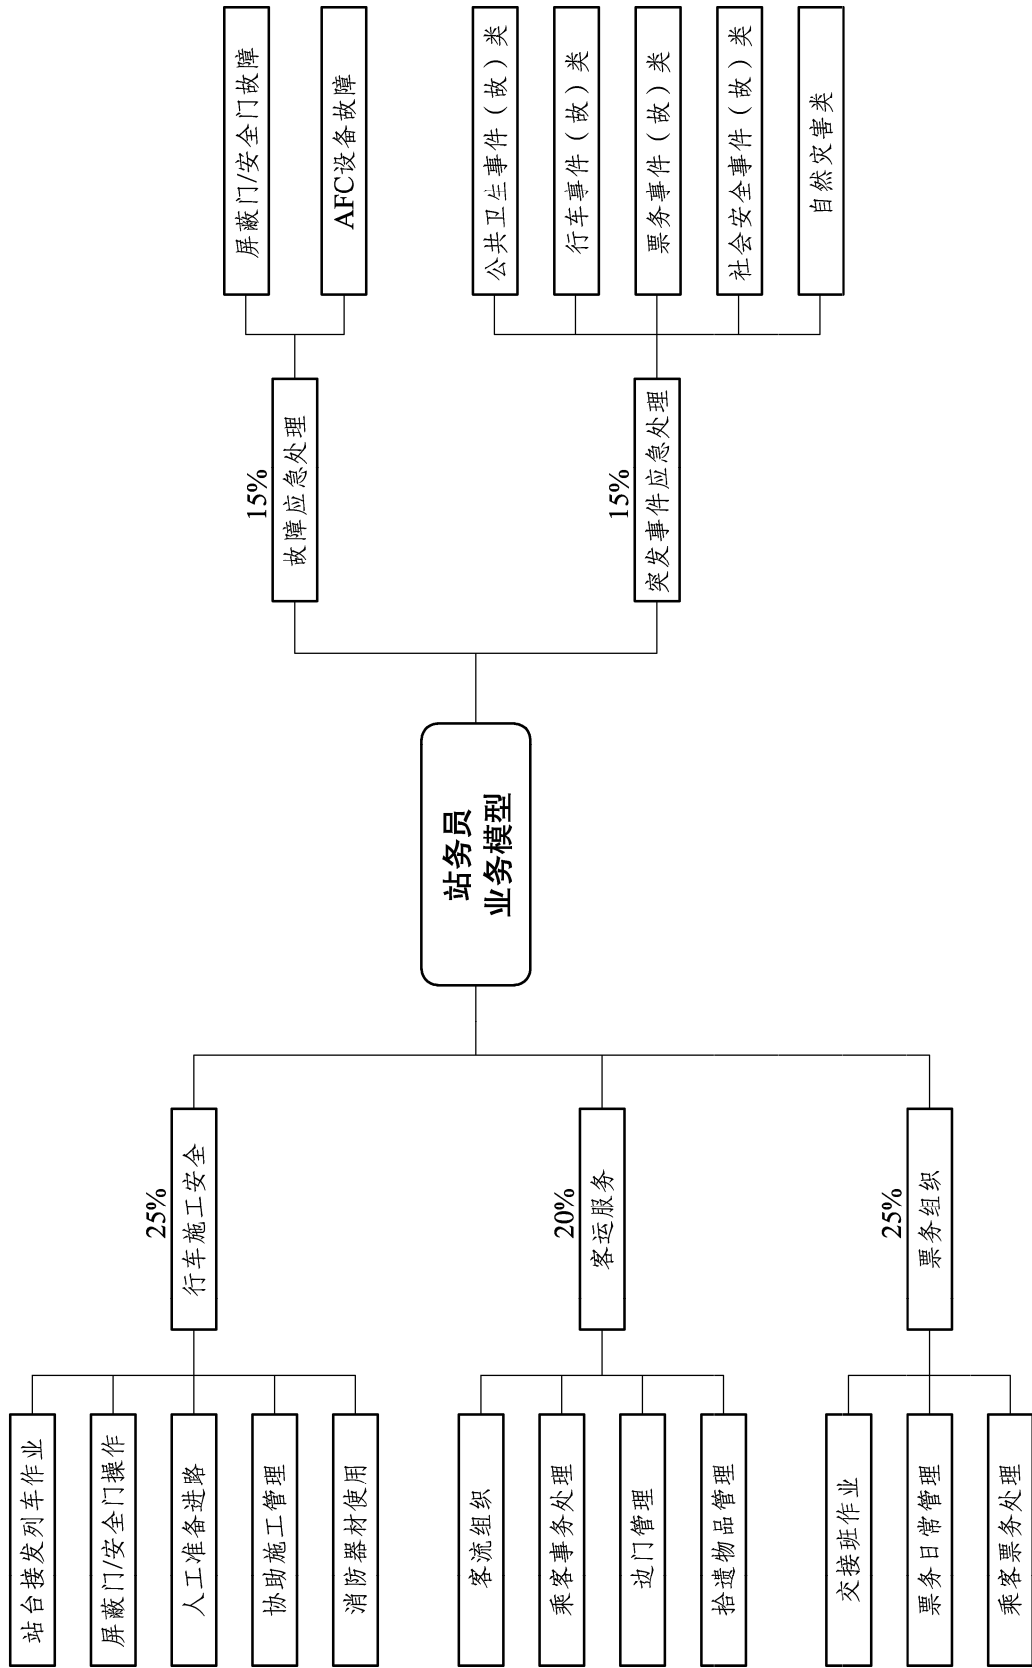 站务员
业务模型
25%
行车施工安全
站台接发列车作业
屏蔽门/安全门操作
人工准备进路
协助施工管理
消防器材使用
20%
客运服务
客流组织
乘客事务处理
边门管理
拾遗物品管理
25%
票务组织
交接班作业
票务日常管理
乘客票务处理
15%
故障应急处理
屏蔽门/安全门故障
AFC设备故障
15%
突发事件应急处理
公共卫生事件（故）类
行车事件（故）类
票务事件（故）类
社会安全事件（故）类
自然灾害类